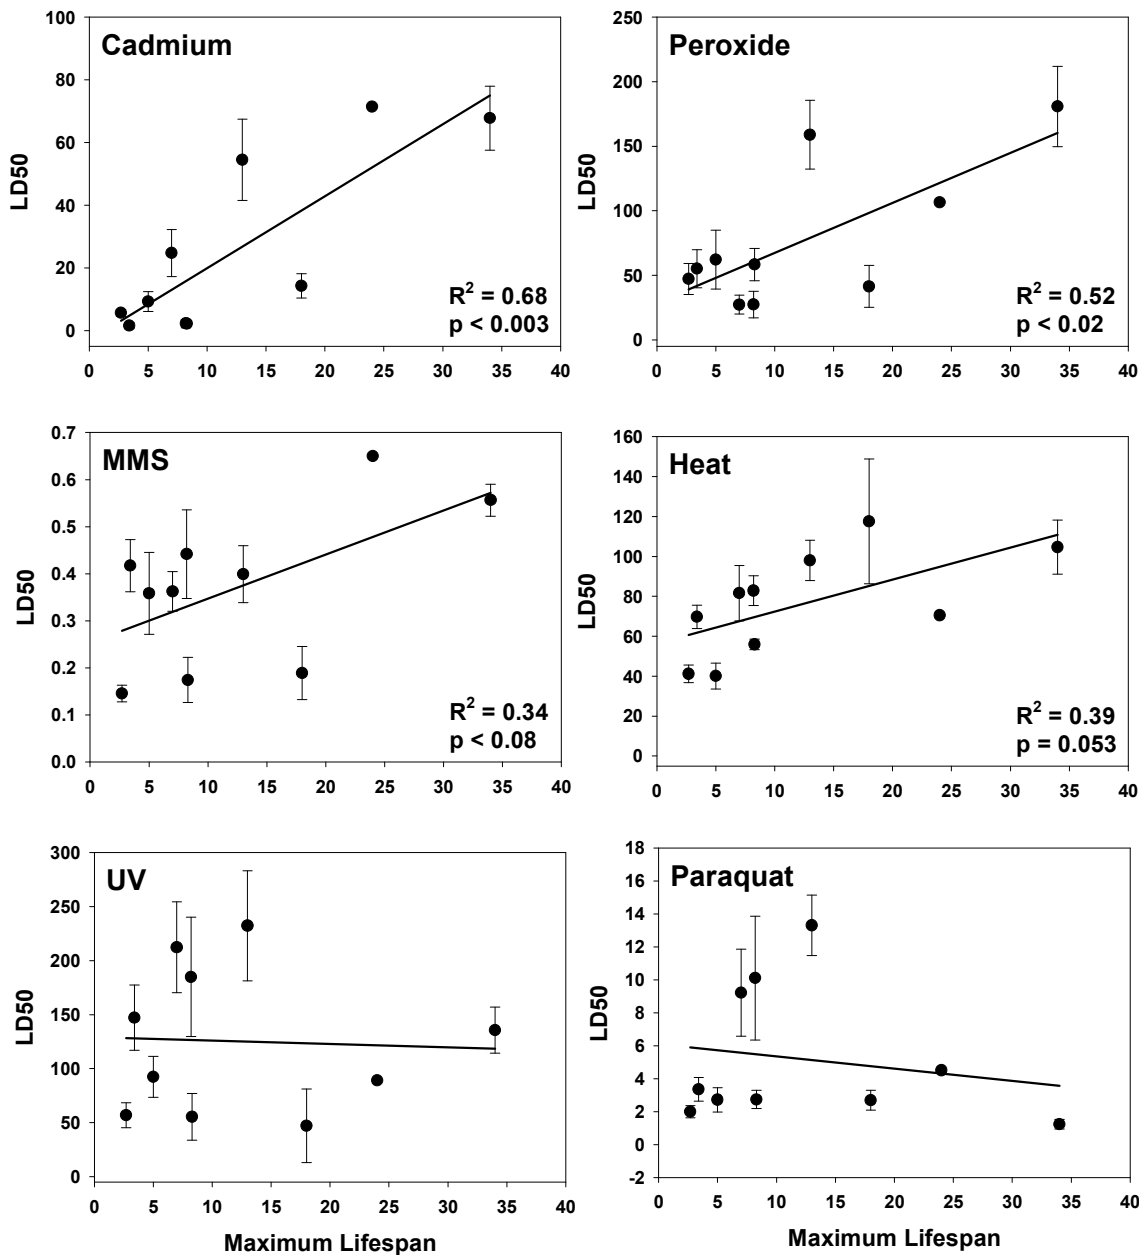 Cadmium
100
80
60
40
20
0
LD50
R² = 0.68
p < 0.003
0 5 10 15 20 25 30 35 40
Peroxide
250
200
150
100
50
0
LD50
R² = 0.52
p < 0.02
0 5 10 15 20 25 30 35 40
MMS
0.7
0.6
0.5
0.4
0.3
0.2
0.1
0.0
LD50
R² = 0.34
p < 0.08
0 5 10 15 20 25 30 35 40
Heat
160
140
120
100
80
60
40
20
0
LD50
R² = 0.39
p = 0.053
0 5 10 15 20 25 30 35 40
UV
300
250
200
150
100
50
0
LD50
0 5 10 15 20 25 30 35 40
Maximum Lifespan
Paraquat
18
16
14
12
10
8
6
4
2
0
-2
LD50
0 5 10 15 20 25 30 35 40
Maximum Lifespan